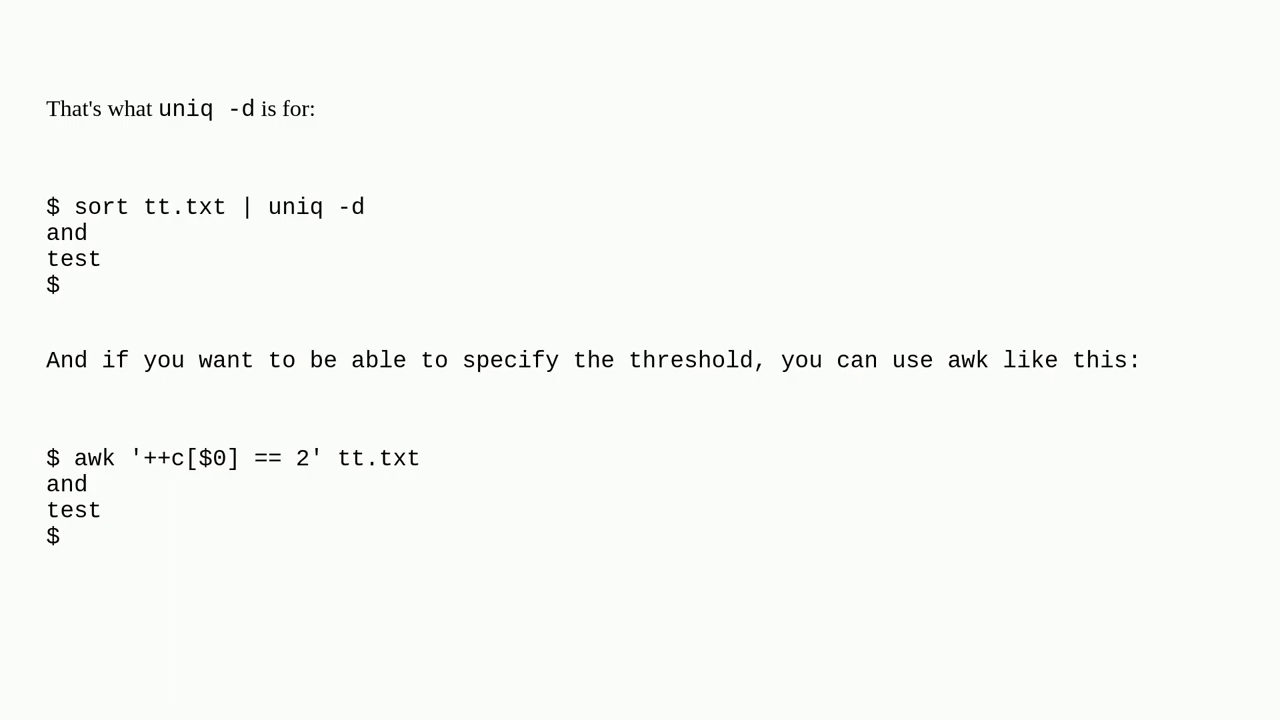 That's what uniq -d is for:
$ sort tt.txt | uniq -d
and
test
$
And if you want to be able to specify the threshold, you can use awk like this:
$ awk '++c[$0] == 2' tt.txt
and
test
$